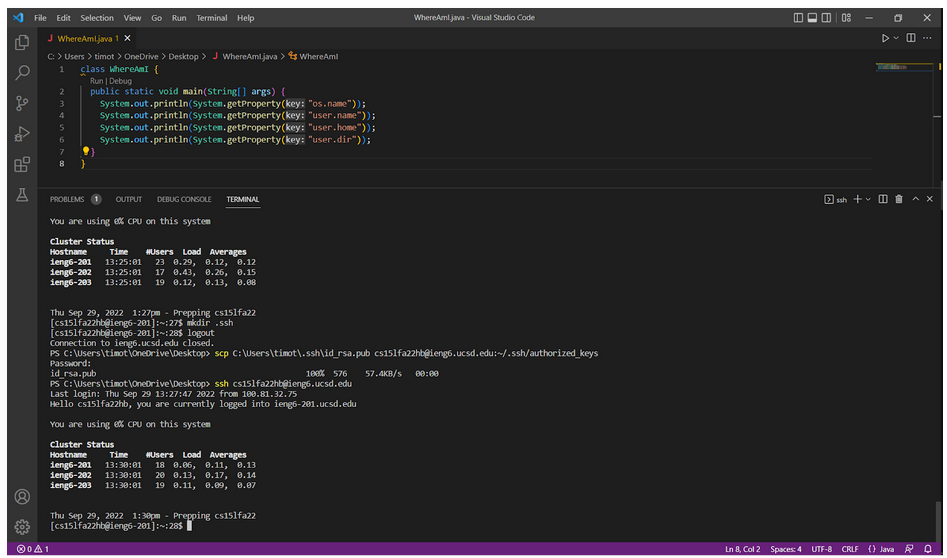 File Edit Selection View Go Run Terminal Help WhereAmI.java - Visual Studio Code
J WhereAmI.java 1 ×
C: > Users > timot > OneDrive > Desktop > J WhereAmI.java > WhereAmI
1 class WhereAmI {
Run | Debug
2 public static void main(String[] args) {
3 System.out.println(System.getProperty(key: "os.name"));
4 System.out.println(System.getProperty(key: "user.name"));
5 System.out.println(System.getProperty(key: "user.home"));
6 System.out.println(System.getProperty(key: "user.dir"));
7 }
8 }
PROBLEMS 1 OUTPUT DEBUG CONSOLE TERMINAL ssh
You are using 0% CPU on this system
Cluster Status
Hostname Time #Users Load Averages
ieng6-201 13:25:01 23 0.29, 0.12, 0.12
ieng6-202 13:25:01 17 0.43, 0.26, 0.15
ieng6-203 13:25:01 19 0.12, 0.13, 0.08
Thu Sep 29, 2022 1:27pm - Prepping cs15lfa22
[cs15lfa22hb@ieng6-201]:~:27$ mkdir .ssh
[cs15lfa22hb@ieng6-201]:~:28$ logout
Connection to ieng6.ucsd.edu closed.
PS C:\Users\timot\OneDrive\Desktop> scp C:\Users\timot\.ssh\id_rsa.pub cs15lfa22hb@ieng6.ucsd.edu:~/.ssh/authorized_keys
Password:
id_rsa.pub 100% 576 57.4KB/s 00:00
PS C:\Users\timot\OneDrive\Desktop> ssh cs15lfa22hb@ieng6.ucsd.edu
Last login: Thu Sep 29 13:27:47 2022 from 100.81.32.75
Hello cs15lfa22hb, you are currently logged into ieng6-201.ucsd.edu
You are using 0% CPU on this system
Cluster Status
Hostname Time #Users Load Averages
ieng6-201 13:30:01 18 0.06, 0.11, 0.13
ieng6-202 13:30:01 20 0.13, 0.17, 0.14
ieng6-203 13:30:01 19 0.11, 0.09, 0.07
Thu Sep 29, 2022 1:30pm - Prepping cs15lfa22
[cs15lfa22hb@ieng6-201]:~:28$
0 1 Ln 8, Col 2 Spaces: 4 UTF-8 CRLF {} Java